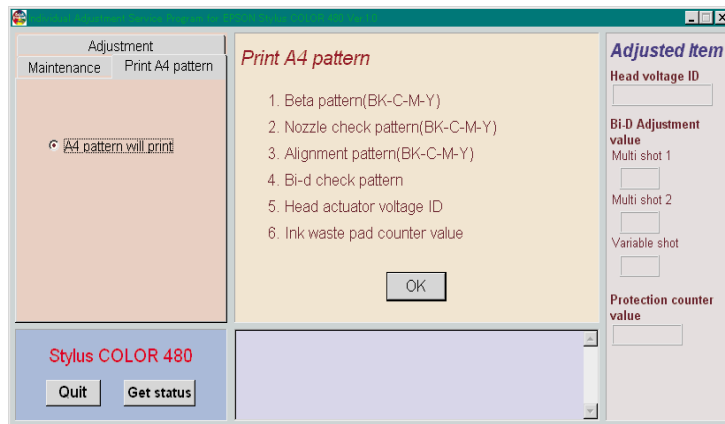 Individual Adjustment Service Program for EPSON Stylus COLOR 480 Ver.1.0
Adjustment
Maintenance
Print A4 pattern
A4 pattern will print
Print A4 pattern
1. Beta pattern(BK-C-M-Y)
2. Nozzle check pattern(BK-C-M-Y)
3. Alignment pattern(BK-C-M-Y)
4. Bi-d check pattern
5. Head actuator voltage ID
6. Ink waste pad counter value
OK
Stylus COLOR 480
Quit
Get status
Adjusted Item
Head voltage ID
Bi-D Adjustment
value
Multi shot 1
Multi shot 2
Variable shot
Protection counter
value